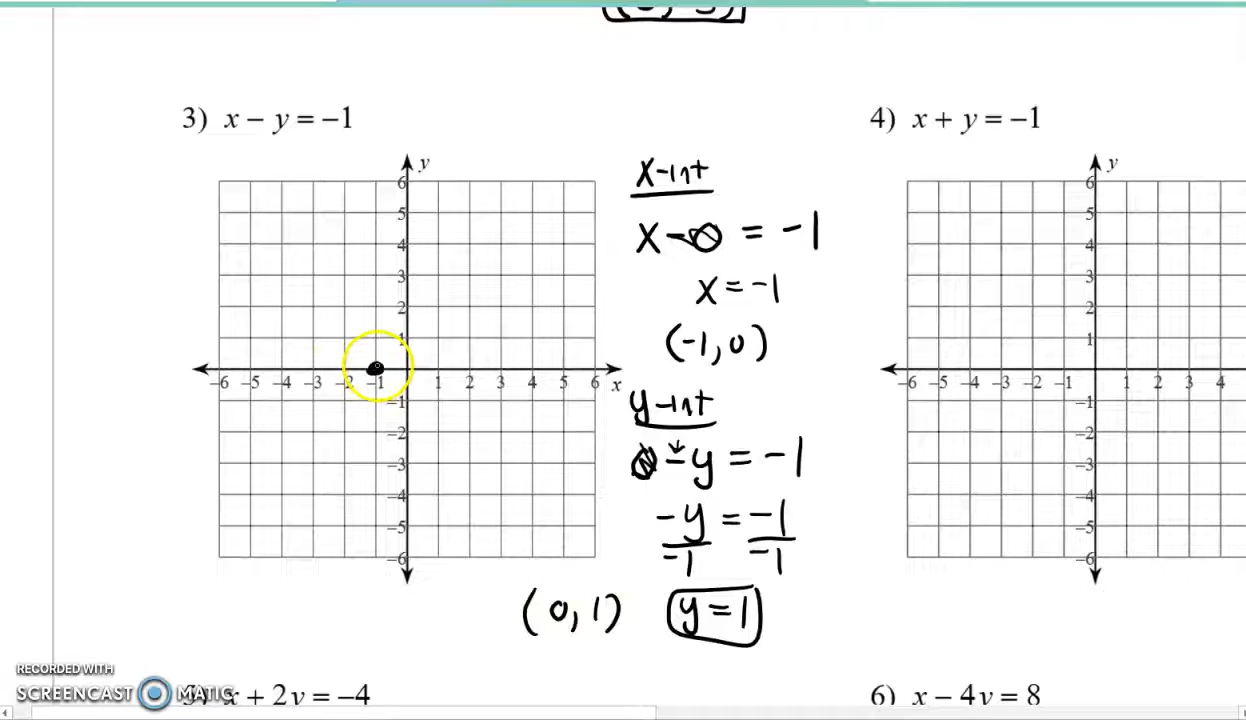 3) x − y = −1
4) x + y = −1
y
6
5
4
3
2
1
-6 -5 -4 -3 -2 -1 1 2 3 4 5 6 x
-1
-2
-3
-4
-5
-6
x-int
x - 0 = -1
x = -1
(-1, 0)
y-int
0 - y = -1
-y = -1
-1 -1
(0, 1) y = 1
y
6
5
4
3
2
1
-6 -5 -4 -3 -2 -1 1 2 3 4
-1
-2
-3
-4
-5
-6
RECORDED WITH
SCREENCAST MATIC
5) x + 2y = −4
6) x − 4y = 8